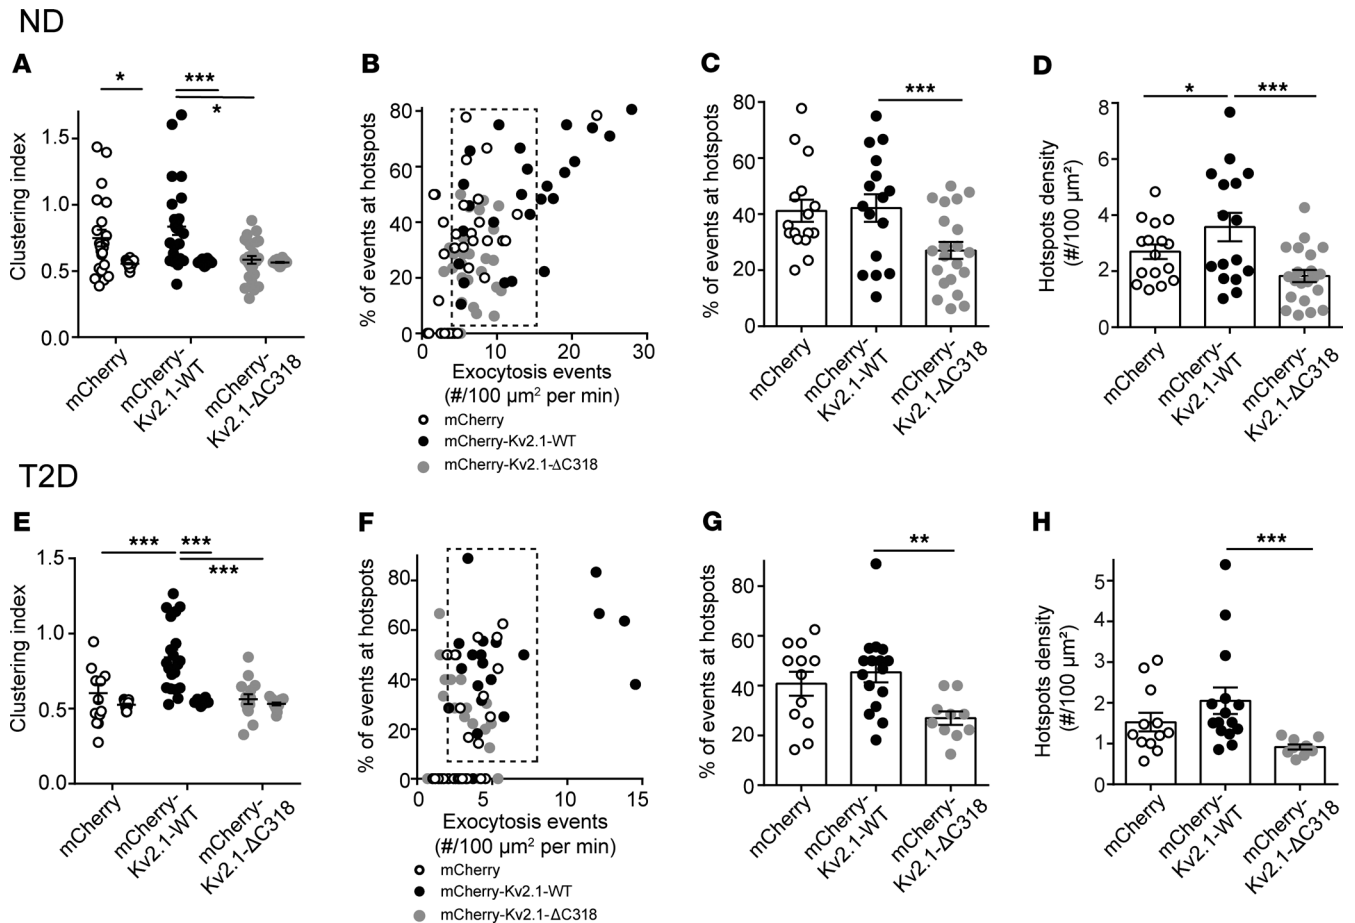 ND
A
Clustering index
1.5
1.0
0.5
0.0
*
***
*
mCherry
mCherry-
Kv2.1-WT
mCherry-
Kv2.1-ΔC318
B
% of events at hotspots
80
60
40
20
0
0
10
20
30
Exocytosis events
(#/100 µm² per min)
mCherry
mCherry-Kv2.1-WT
mCherry-Kv2.1-ΔC318
C
% of events at hotspots
80
60
40
20
0
***
mCherry
mCherry-
Kv2.1-WT
mCherry-
Kv2.1-ΔC318
D
Hotspots density
(#/100 µm²)
8
6
4
2
0
*
***
mCherry
mCherry-
Kv2.1-WT
mCherry-
Kv2.1-ΔC318
T2D
E
Clustering index
1.5
1.0
0.5
0.0
***
***
***
mCherry
mCherry-
Kv2.1-WT
mCherry-
Kv2.1-ΔC318
F
% of events at hotspots
80
60
40
20
0
0
5
10
15
Exocytosis events
(#/100 µm² per min)
mCherry
mCherry-Kv2.1-WT
mCherry-Kv2.1-ΔC318
G
% of events at hotspots
80
60
40
20
0
**
mCherry
mCherry-
Kv2.1-WT
mCherry-
Kv2.1-ΔC318
H
Hotspots density
(#/100 µm²)
5
4
3
2
1
0
***
mCherry
mCherry-
Kv2.1-WT
mCherry-
Kv2.1-ΔC318